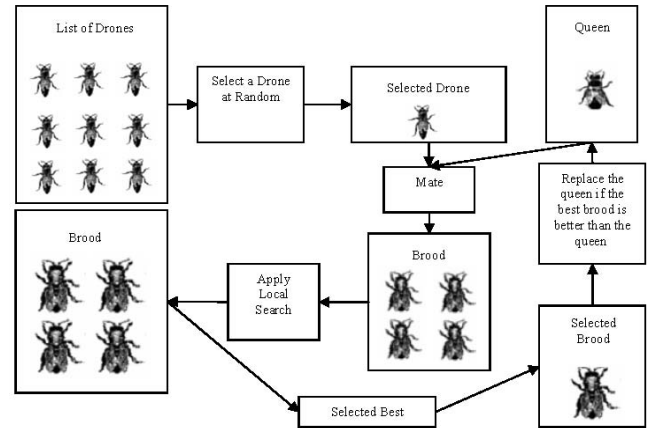 List of Drones
Select a Drone
at Random
Selected Drone
Queen
Mate
Replace the
queen if the
best brood is
better than the
queen
Brood
Apply
Local
Search
Brood
Selected
Brood
Selected Best